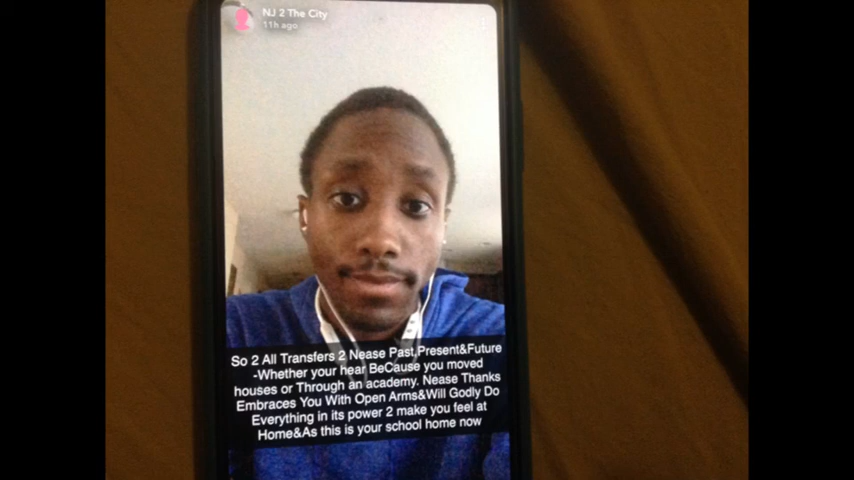 NJ 2 The City
11h ago
So 2 All Transfers 2 Nease Past,Present&Future
-Whether your hear BeCause you moved
houses or Through an academy. Nease Thanks
Embraces You With Open Arms&Will Godly Do
Everything in its power 2 make you feel at
Home&As this is your school home now